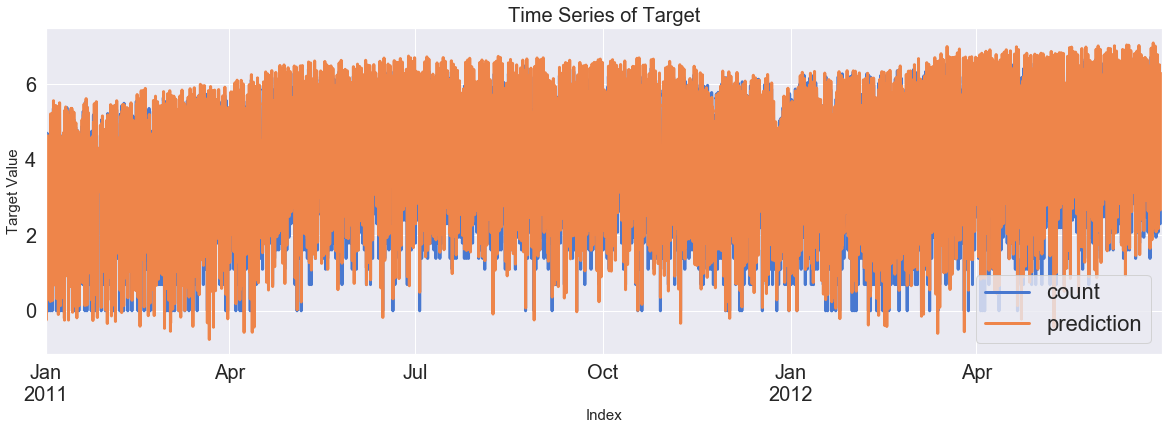 Time Series of Target
Target Value
6
4
2
0
count
prediction
Jan Apr Jul Oct Jan Apr
2011 2012
Index